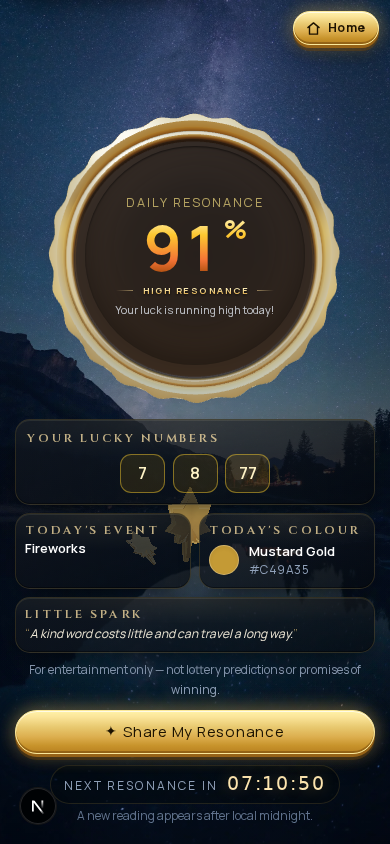 Home
DAILY RESONANCE
91%
HIGH RESONANCE
Your luck is running high today!
YOUR LUCKY NUMBERS
7 8 77
TODAY'S EVENT
Fireworks
TODAY'S COLOUR
Mustard Gold
#C49A35
LITTLE SPARK
"A kind word costs little and can travel a long way."
For entertainment only — not lottery predictions or promises of
winning.
✦ Share My Resonance
NEXT RESONANCE IN 07:10:50
N
A new reading appears after local midnight.